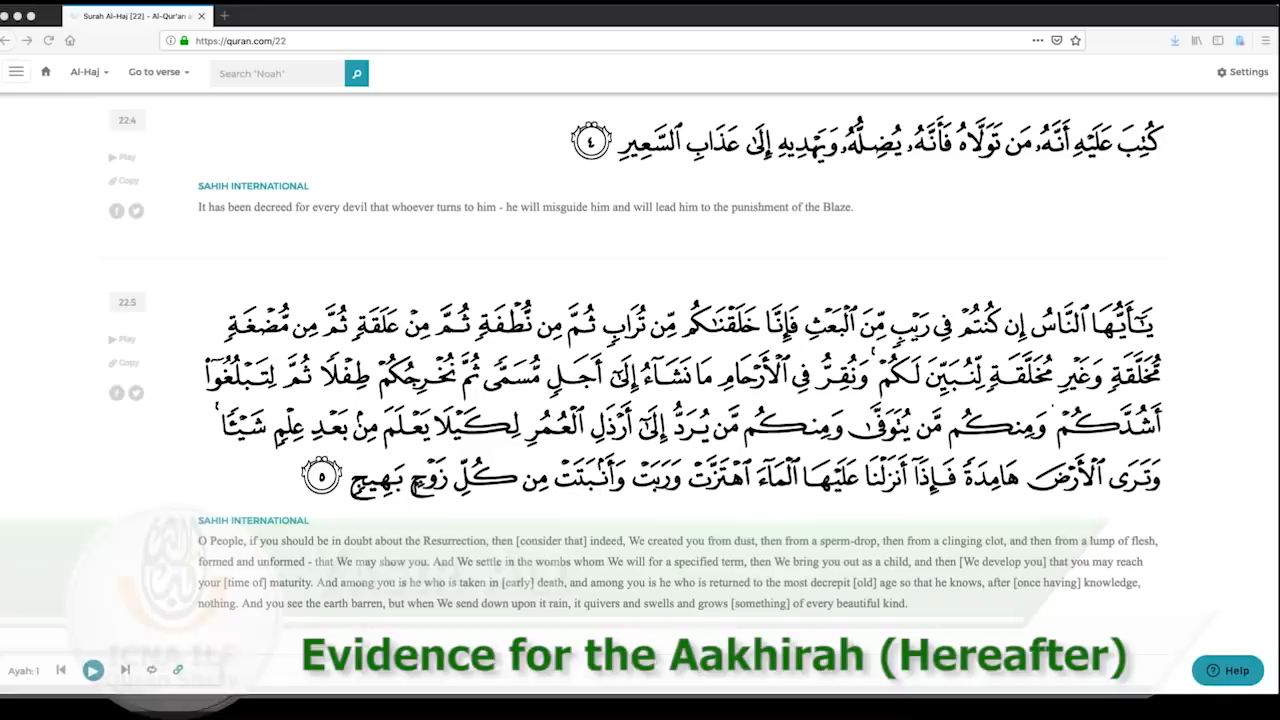 Surah Al-Haj [22] - Al-Qur'an a
https://quran.com/22
Al-Haj
Go to verse
Search "Noah"
Settings
22:4
كُتِبَ عَلَيْهِ أَنَّهُۥ مَن تَوَلَّاهُ فَأَنَّهُۥ يُضِلُّهُۥ وَيَهْدِيهِ إِلَىٰ عَذَابِ ٱلسَّعِيرِ ٤
Play
Copy
SAHIH INTERNATIONAL
It has been decreed for every devil that whoever turns to him - he will misguide him and will lead him to the punishment of the Blaze.
22:5
يَـٰٓأَيُّهَا ٱلنَّاسُ إِن كُنتُمْ فِى رَيْبٍ مِّنَ ٱلْبَعْثِ فَإِنَّا خَلَقْنَـٰكُم مِّن تُرَابٍ ثُمَّ مِن نُّطْفَةٍ ثُمَّ مِنْ عَلَقَةٍ ثُمَّ مِن مُّضْغَةٍ
مُّخَلَّقَةٍ وَغَيْرِ مُخَلَّقَةٍ لِّنُبَيِّنَ لَكُمْ ۚ وَنُقِرُّ فِى ٱلْأَرْحَامِ مَا نَشَآءُ إِلَىٰٓ أَجَلٍ مُّسَمًّى ثُمَّ نُخْرِجُكُمْ طِفْلًا ثُمَّ لِتَبْلُغُوٓا۟
أَشُدَّكُمْ ۖ وَمِنكُم مَّن يُتَوَفَّىٰ وَمِنكُم مَّن يُرَدُّ إِلَىٰٓ أَرْذَلِ ٱلْعُمُرِ لِكَيْلَا يَعْلَمَ مِنۢ بَعْدِ عِلْمٍ شَيْـًٔا ۚ
وَتَرَى ٱلْأَرْضَ هَامِدَةً فَإِذَآ أَنزَلْنَا عَلَيْهَا ٱلْمَآءَ ٱهْتَزَّتْ وَرَبَتْ وَأَنۢبَتَتْ مِن كُلِّ زَوْجٍۭ بَهِيجٍ ٥
Play
Copy
SAHIH INTERNATIONAL
O People, if you should be in doubt about the Resurrection, then [consider that] indeed, We created you from dust, then from a sperm-drop, then from a clinging clot, and then from a lump of flesh,
formed and unformed - that We may show you. And We settle in the wombs whom We will for a specified term, then We bring you out as a child, and then [We develop you] that you may reach
your [time of] maturity. And among you is he who is taken in [early] death, and among you is he who is returned to the most decrepit [old] age so that he knows, after [once having] knowledge,
nothing. And you see the earth barren, but when We send down upon it rain, it quivers and swells and grows [something] of every beautiful kind.
Evidence for the Aakhirah (Hereafter)
Ayah: 1
Help